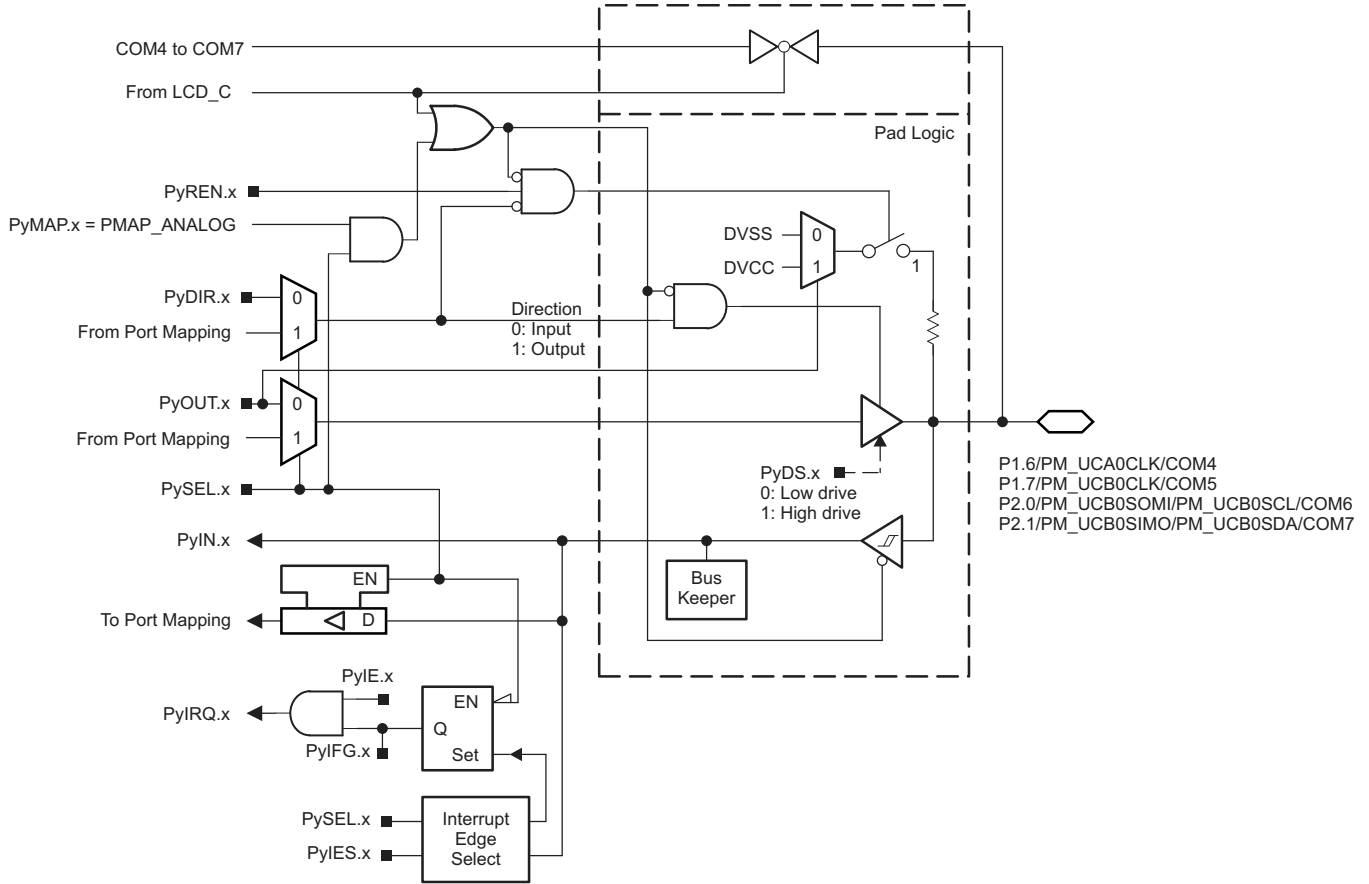 COM4 to COM7
From LCD_C
Pad Logic
PyREN.x
PyMAP.x = PMAP_ANALOG
DVSS
0
DVCC
1
1
PyDIR.x
0
From Port Mapping
1
Direction
0: Input
1: Output
PyOUT.x
0
From Port Mapping
1
PySEL.x
PyDS.x
0: Low drive
1: High drive
P1.6/PM_UCA0CLK/COM4
P1.7/PM_UCB0CLK/COM5
P2.0/PM_UCB0SOMI/PM_UCB0SCL/COM6
P2.1/PM_UCB0SIMO/PM_UCB0SDA/COM7
PyIN.x
Bus
Keeper
EN
To Port Mapping
D
PyIE.x
PyIRQ.x
EN
Q
PyIFG.x
Set
PySEL.x
PyIES.x
Interrupt
Edge
Select